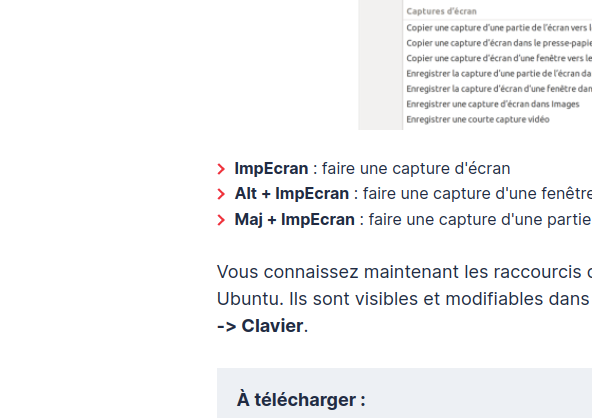 Captures d'écran
Copier une capture d'une partie de l'écran vers
Copier une capture d'écran dans le presse-papie
Copier une capture d'écran d'une fenêtre vers le
Enregistrer la capture d'une partie de l'écran da
Enregistrer la capture d'écran d'une fenêtre dan
Enregistrer une capture d'écran dans Images
Enregistrer une courte capture vidéo
ImpEcran : faire une capture d'écran
Alt + ImpEcran : faire une capture d'une fenêtre
Maj + ImpEcran : faire une capture d'une partie
Vous connaissez maintenant les raccourcis
Ubuntu. Ils sont visibles et modifiables dans
-> Clavier.
À télécharger :